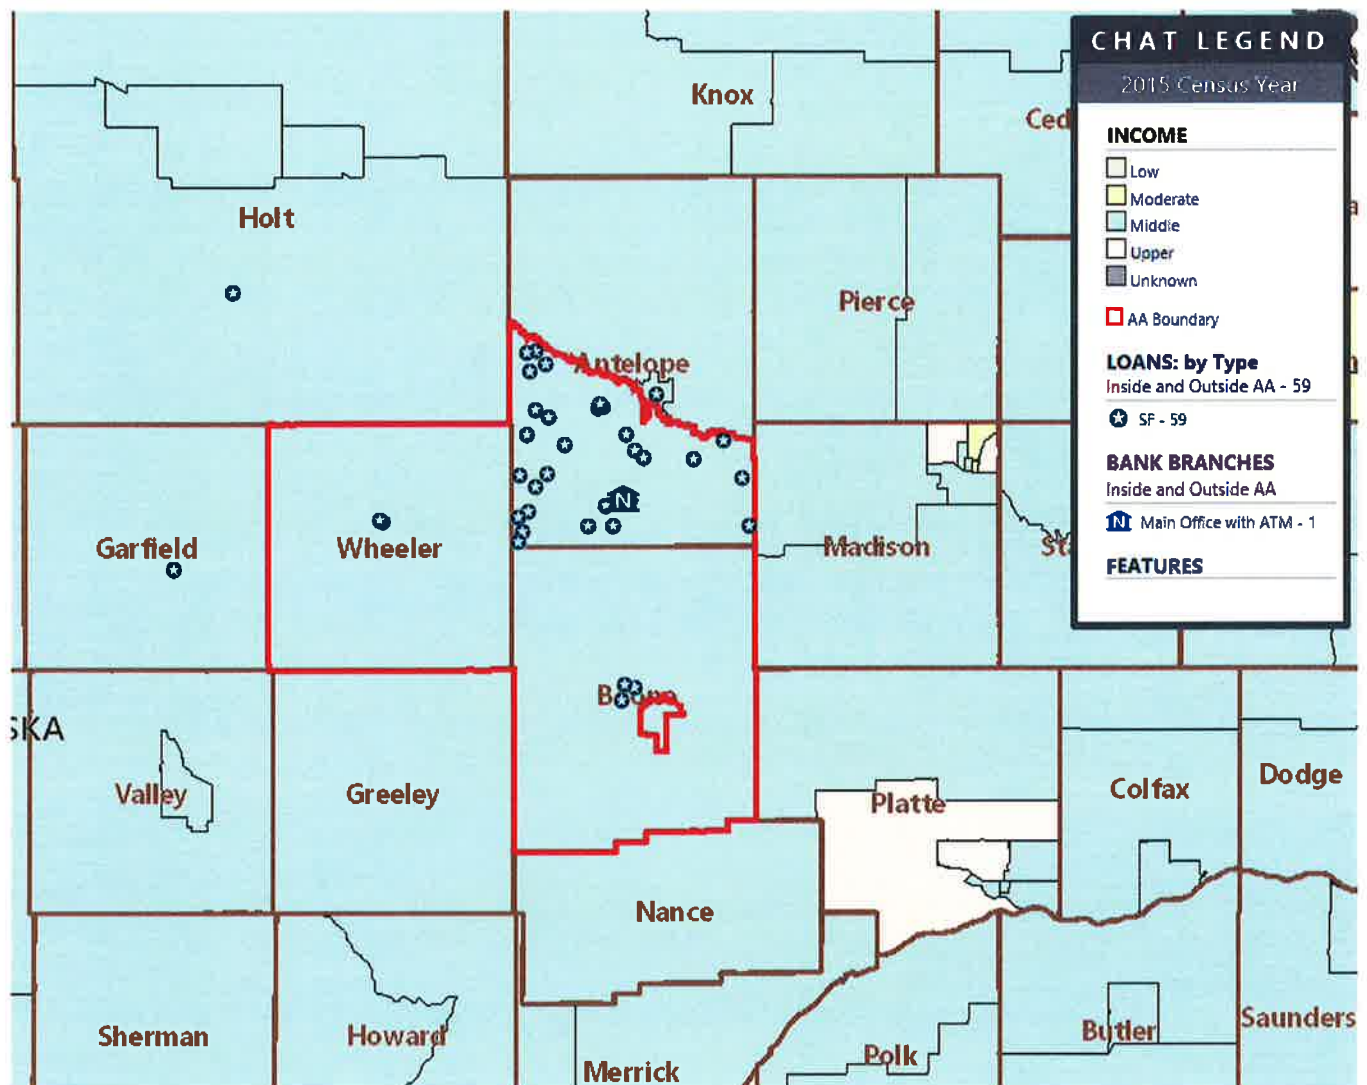 Knox
Holt
Pierce
Antelope
Garfield
Wheeler
Madison
SKA
Valley
Greeley
Platte
Colfax
Dodge
Nance
Sherman
Howard
Merrick
Polk
Butler
Saunders
CHAT LEGEND
2015 Census Year
INCOME
Low
Moderate
Middle
Upper
Unknown
AA Boundary
LOANS: by Type
Inside and Outside AA - 59
SF - 59
BANK BRANCHES
Inside and Outside AA
N Main Office with ATM - 1
FEATURES
N
Ced